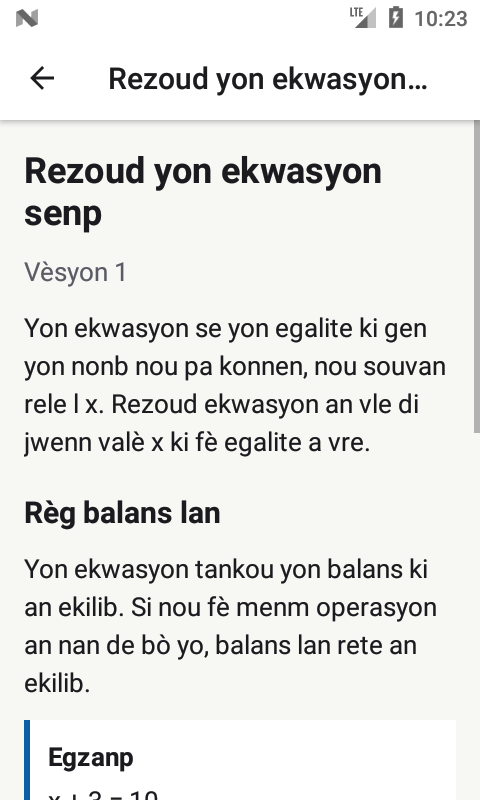 LTE 10:23
Rezoud yon ekwasyon...
Rezoud yon ekwasyon
senp
Vèsyon 1
Yon ekwasyon se yon egalite ki gen
yon nonb nou pa konnen, nou souvan
rele l x. Rezoud ekwasyon an vle di
jwenn valè x ki fè egalite a vre.
Règ balans lan
Yon ekwasyon tankou yon balans ki
an ekilib. Si nou fè menm operasyon
an nan de bò yo, balans lan rete an
ekilib.
Egzanp
x + 3 = 10